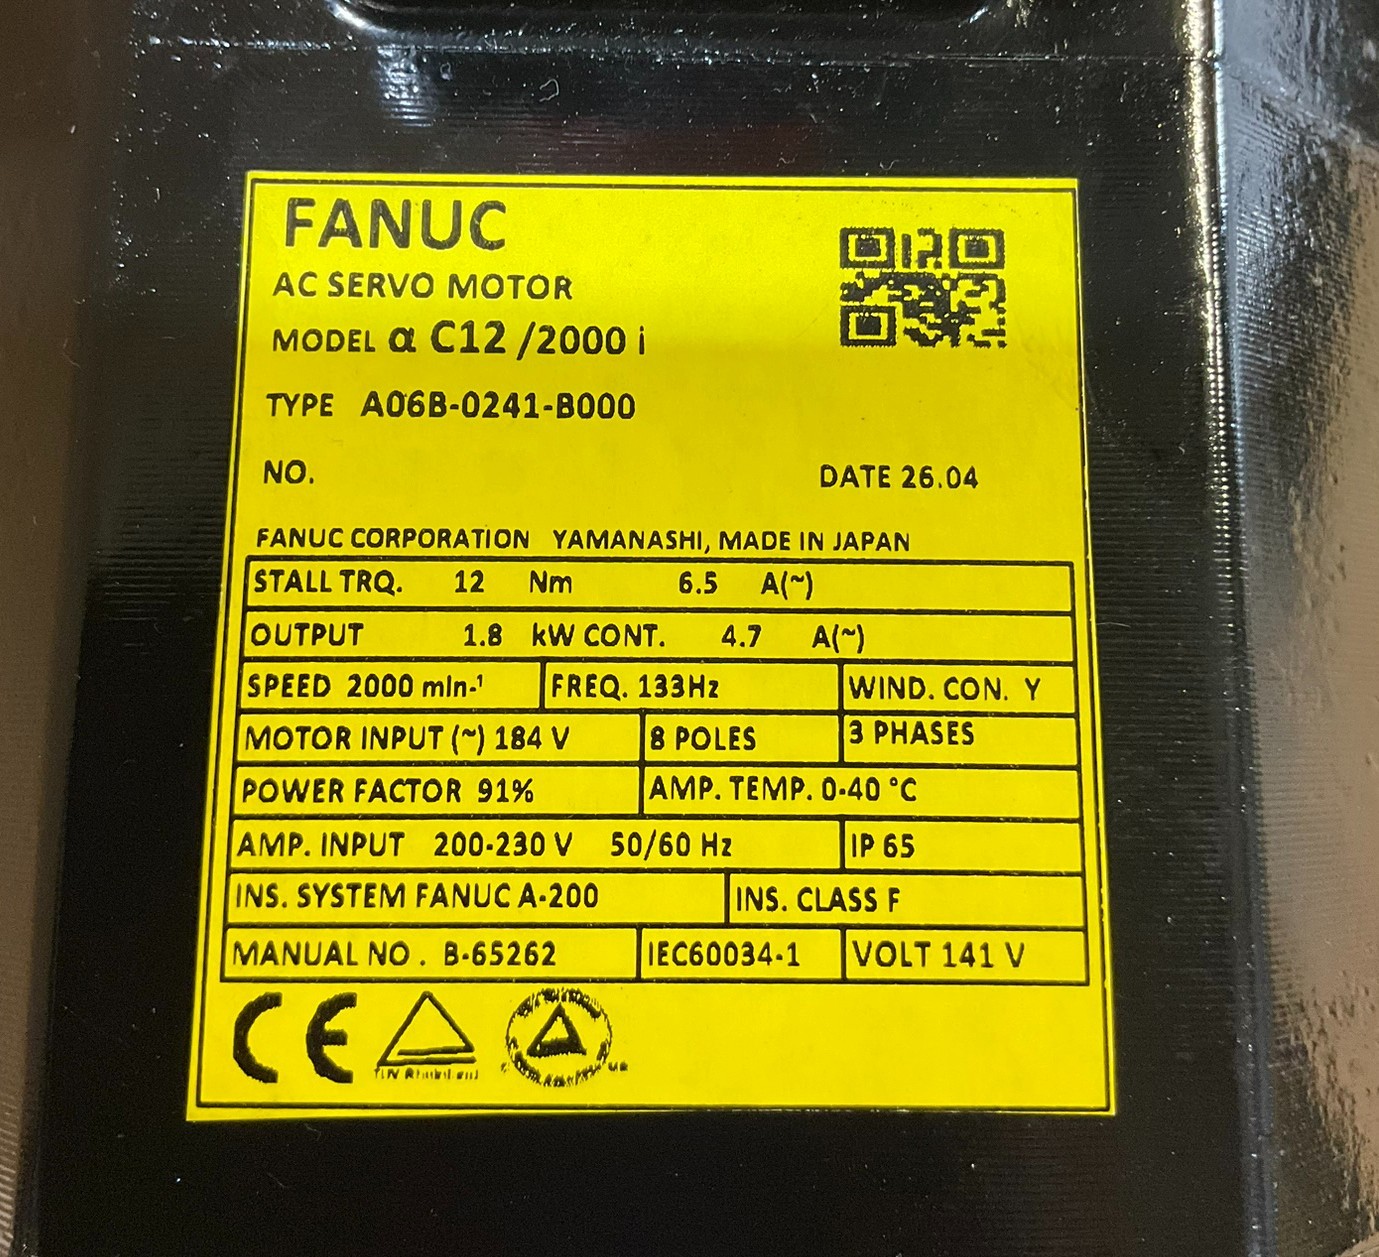 FANUC
AC SERVO MOTOR
MODEL α C12 /2000 i
TYPE A06B-0241-B000
NO. DATE 26.04
FANUC CORPORATION YAMANASHI, MADE IN JAPAN
STALL TRQ. 12 Nm 6.5 A(~)
OUTPUT 1.8 kW CONT. 4.7 A(~)
SPEED 2000 min-¹ FREQ. 133Hz WIND. CON. Y
MOTOR INPUT (~) 184 V 8 POLES 3 PHASES
POWER FACTOR 91% AMP. TEMP. 0-40 °C
AMP. INPUT 200-230 V 50/60 Hz IP 65
INS. SYSTEM FANUC A-200 INS. CLASS F
MANUAL NO. B-65262 IEC60034-1 VOLT 141 V
CE